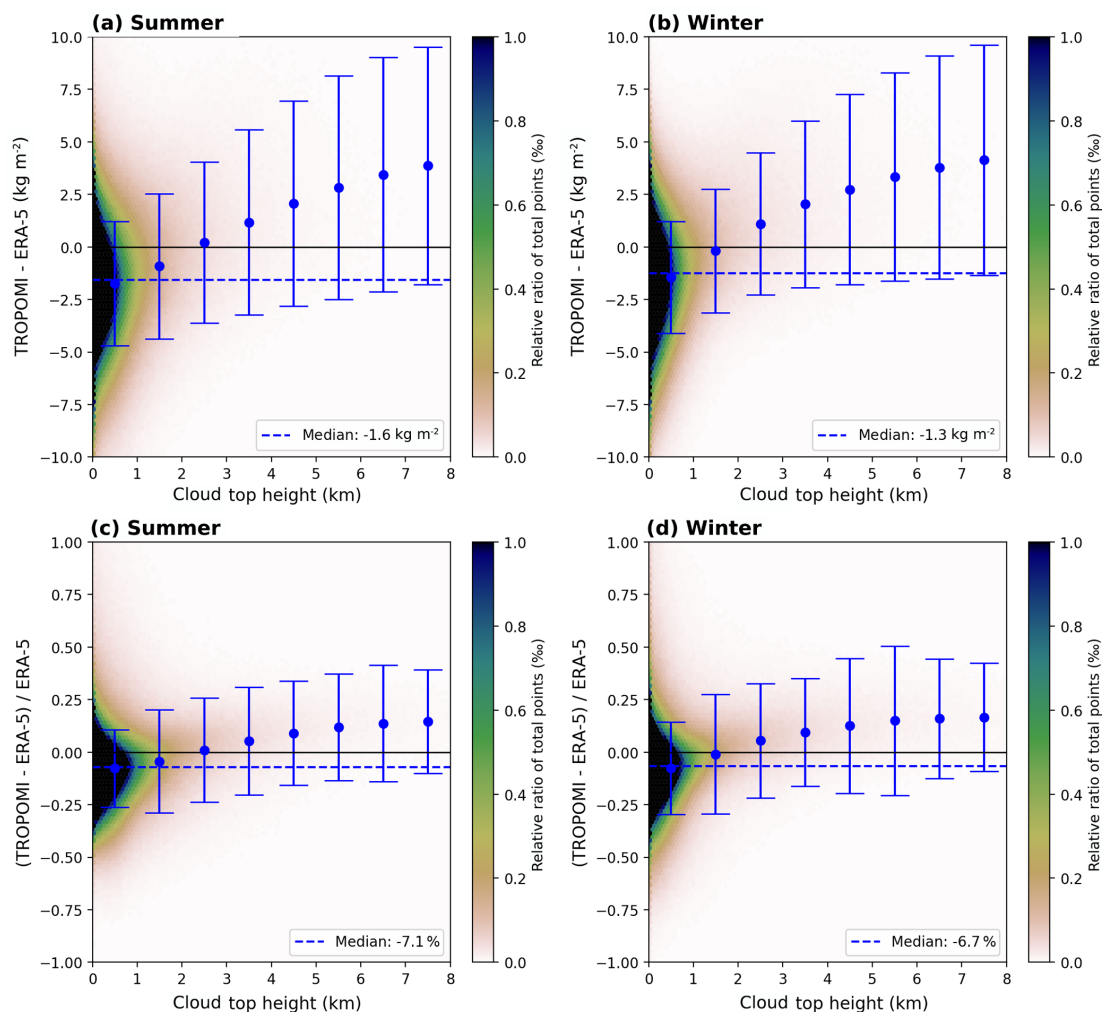 (a) Summer
10.0
7.5
5.0
2.5
0.0
−2.5
−5.0
−7.5
−10.0
TROPOMI - ERA-5 (kg m⁻²)
0 1 2 3 4 5 6 7 8
Cloud top height (km)
Median: -1.6 kg m⁻²
1.0
0.8
0.6
0.4
0.2
0.0
Relative ratio of total points (‰)
(b) Winter
10.0
7.5
5.0
2.5
0.0
−2.5
−5.0
−7.5
−10.0
TROPOMI - ERA-5 (kg m⁻²)
0 1 2 3 4 5 6 7 8
Cloud top height (km)
Median: -1.3 kg m⁻²
1.0
0.8
0.6
0.4
0.2
0.0
Relative ratio of total points (‰)
(c) Summer
1.00
0.75
0.50
0.25
0.00
−0.25
−0.50
−0.75
−1.00
(TROPOMI - ERA-5) / ERA-5
0 1 2 3 4 5 6 7 8
Cloud top height (km)
Median: -7.1 %
1.0
0.8
0.6
0.4
0.2
0.0
Relative ratio of total points (‰)
(d) Winter
1.00
0.75
0.50
0.25
0.00
−0.25
−0.50
−0.75
−1.00
(TROPOMI - ERA-5) / ERA-5
0 1 2 3 4 5 6 7 8
Cloud top height (km)
Median: -6.7 %
1.0
0.8
0.6
0.4
0.2
0.0
Relative ratio of total points (‰)